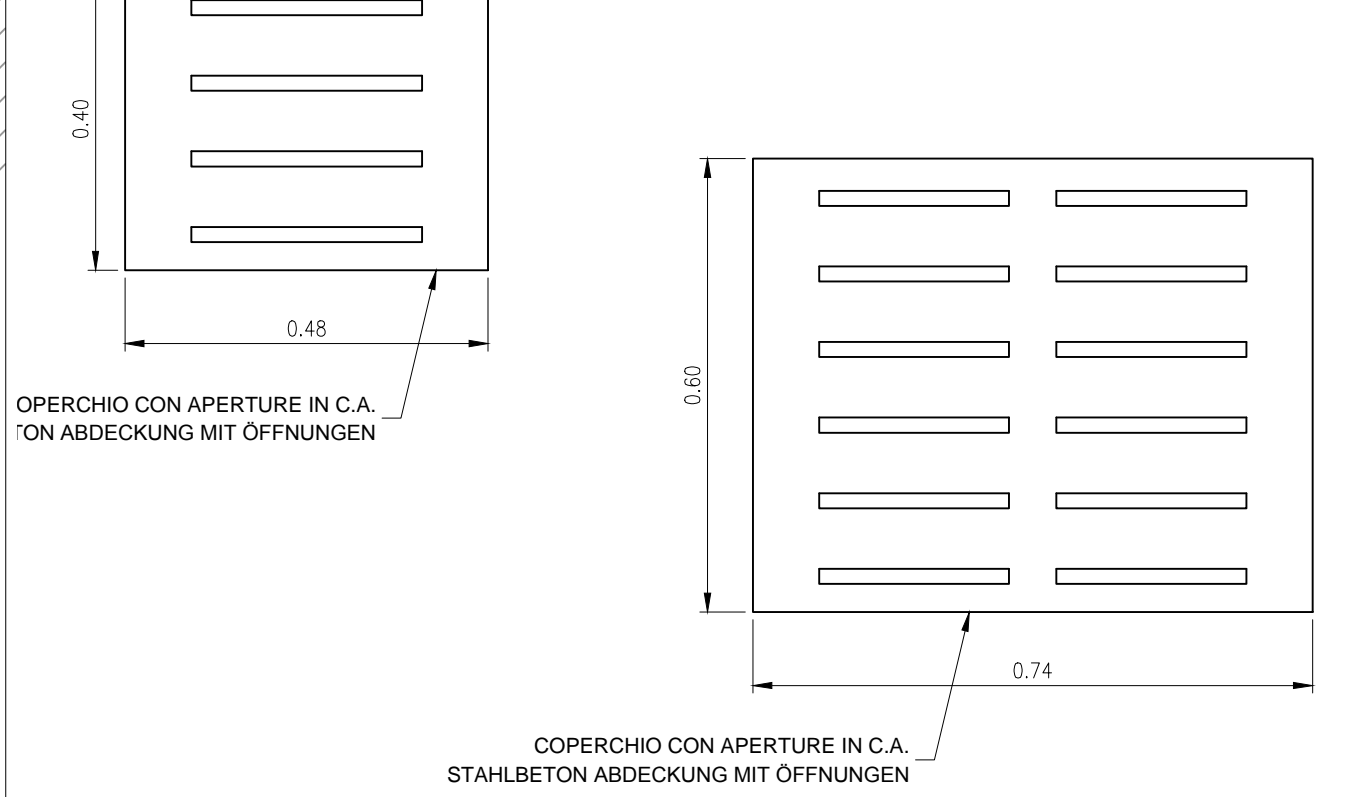 0.40
0.48
OPERCHIO CON APERTURE IN C.A.
TON ABDECKUNG MIT ÖFFNUNGEN
0.60
0.74
COPERCHIO CON APERTURE IN C.A.
STAHLBETON ABDECKUNG MIT ÖFFNUNGEN